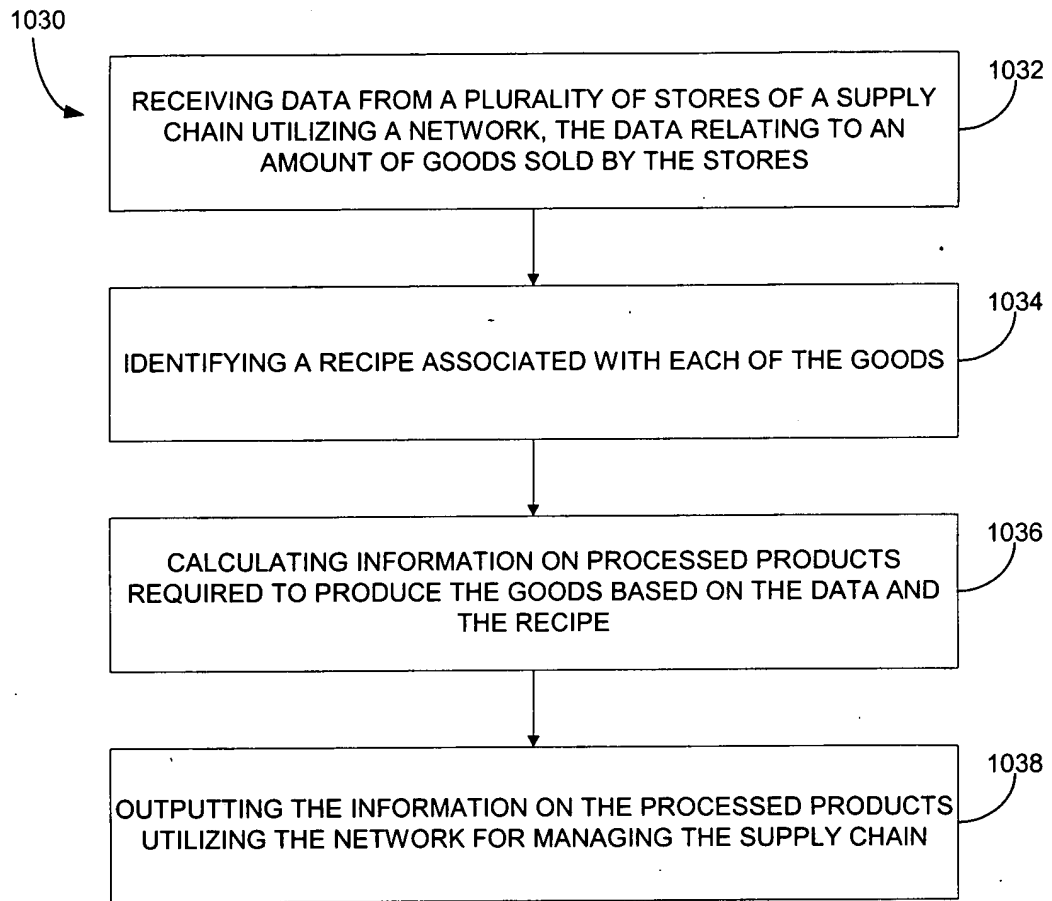 1030
1032
RECEIVING DATA FROM A PLURALITY OF STORES OF A SUPPLY
CHAIN UTILIZING A NETWORK, THE DATA RELATING TO AN
AMOUNT OF GOODS SOLD BY THE STORES
1034
IDENTIFYING A RECIPE ASSOCIATED WITH EACH OF THE GOODS
1036
CALCULATING INFORMATION ON PROCESSED PRODUCTS
REQUIRED TO PRODUCE THE GOODS BASED ON THE DATA AND
THE RECIPE
1038
OUTPUTTING THE INFORMATION ON THE PROCESSED PRODUCTS
UTILIZING THE NETWORK FOR MANAGING THE SUPPLY CHAIN